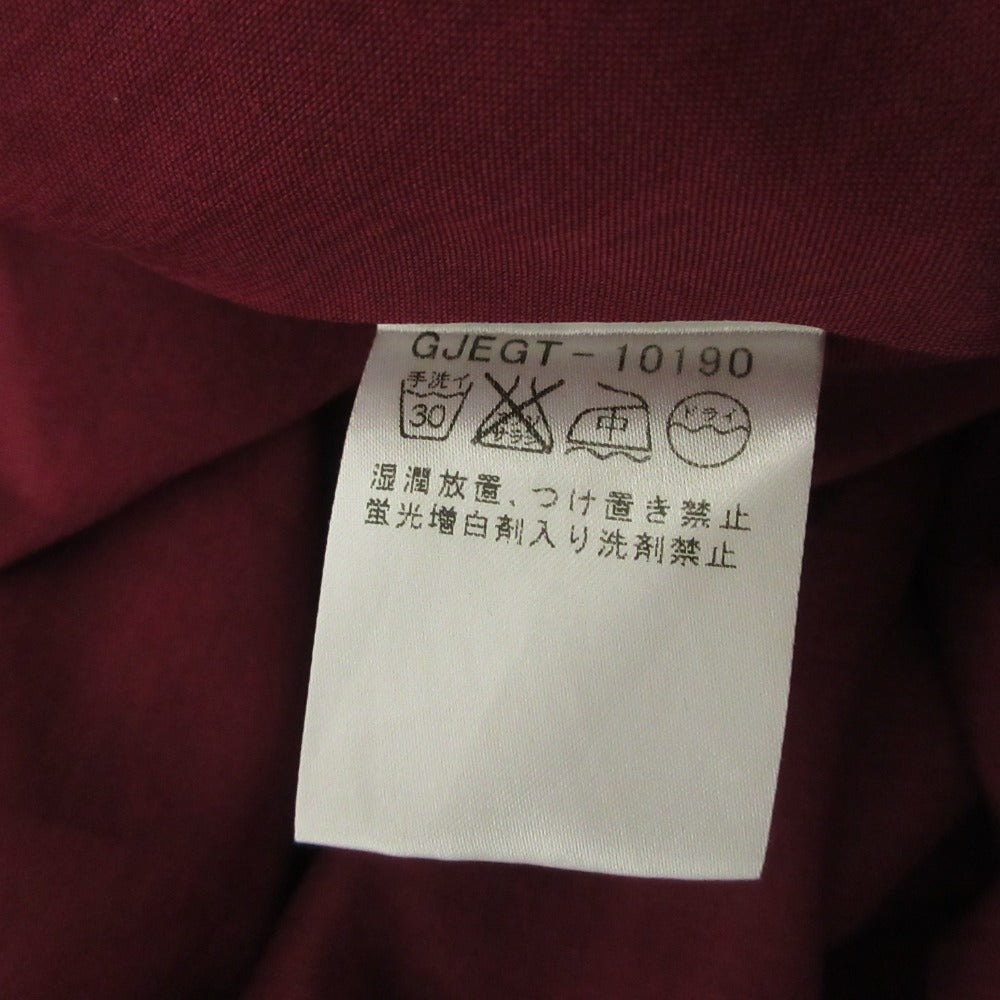 GJEGT-10190
手洗イ 30 エンソ サラシ 中 ドライ
湿潤放置、つけ置き禁止
蛍光増白剤入り洗剤禁止